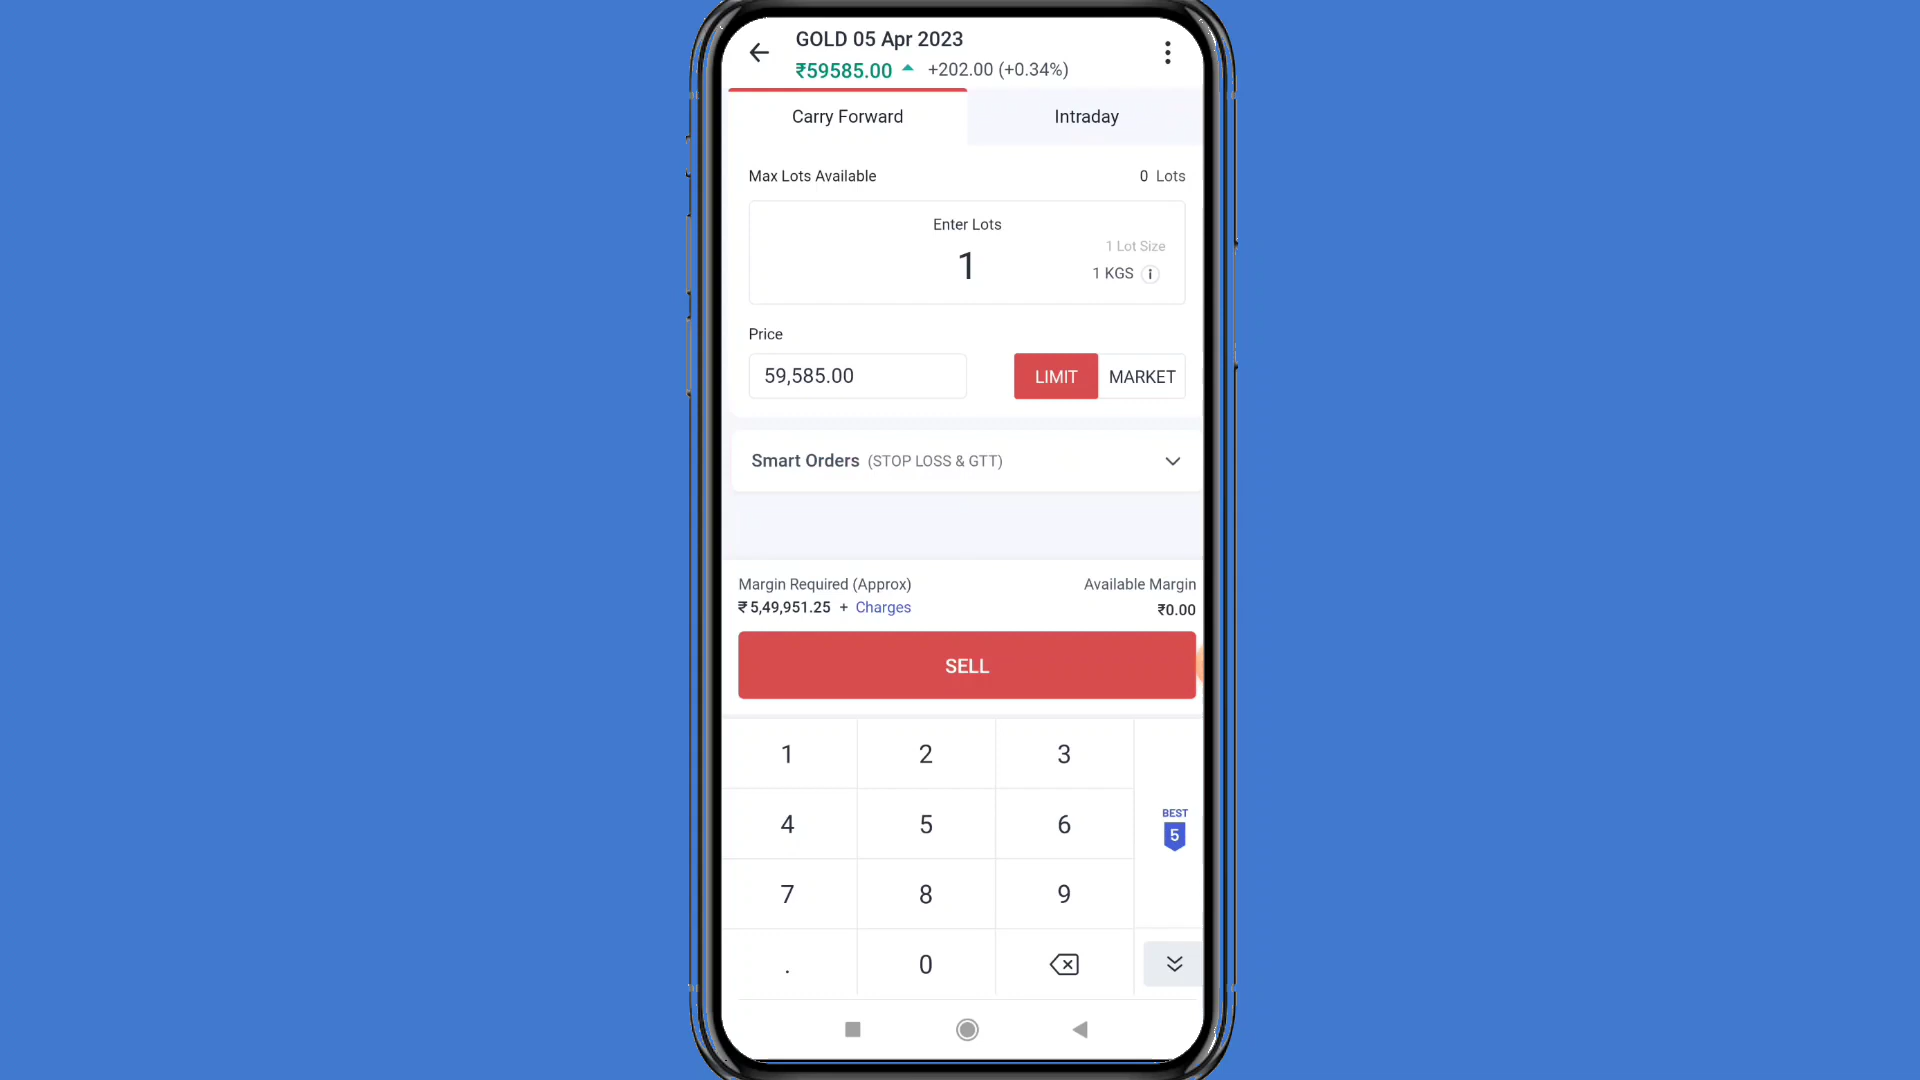 GOLD 05 Apr 2023
₹59585.00 +202.00 (+0.34%)
Carry Forward Intraday
Max Lots Available 0 Lots
Enter Lots
1 Lot Size
1
1 KGS i
Price
59,585.00 LIMIT MARKET
Smart Orders (STOP LOSS & GTT)
Margin Required (Approx) Available Margin
₹5,49,951.25 + Charges ₹0.00
SELL
1 2 3
BEST
5
4 5 6
7 8 9
. 0